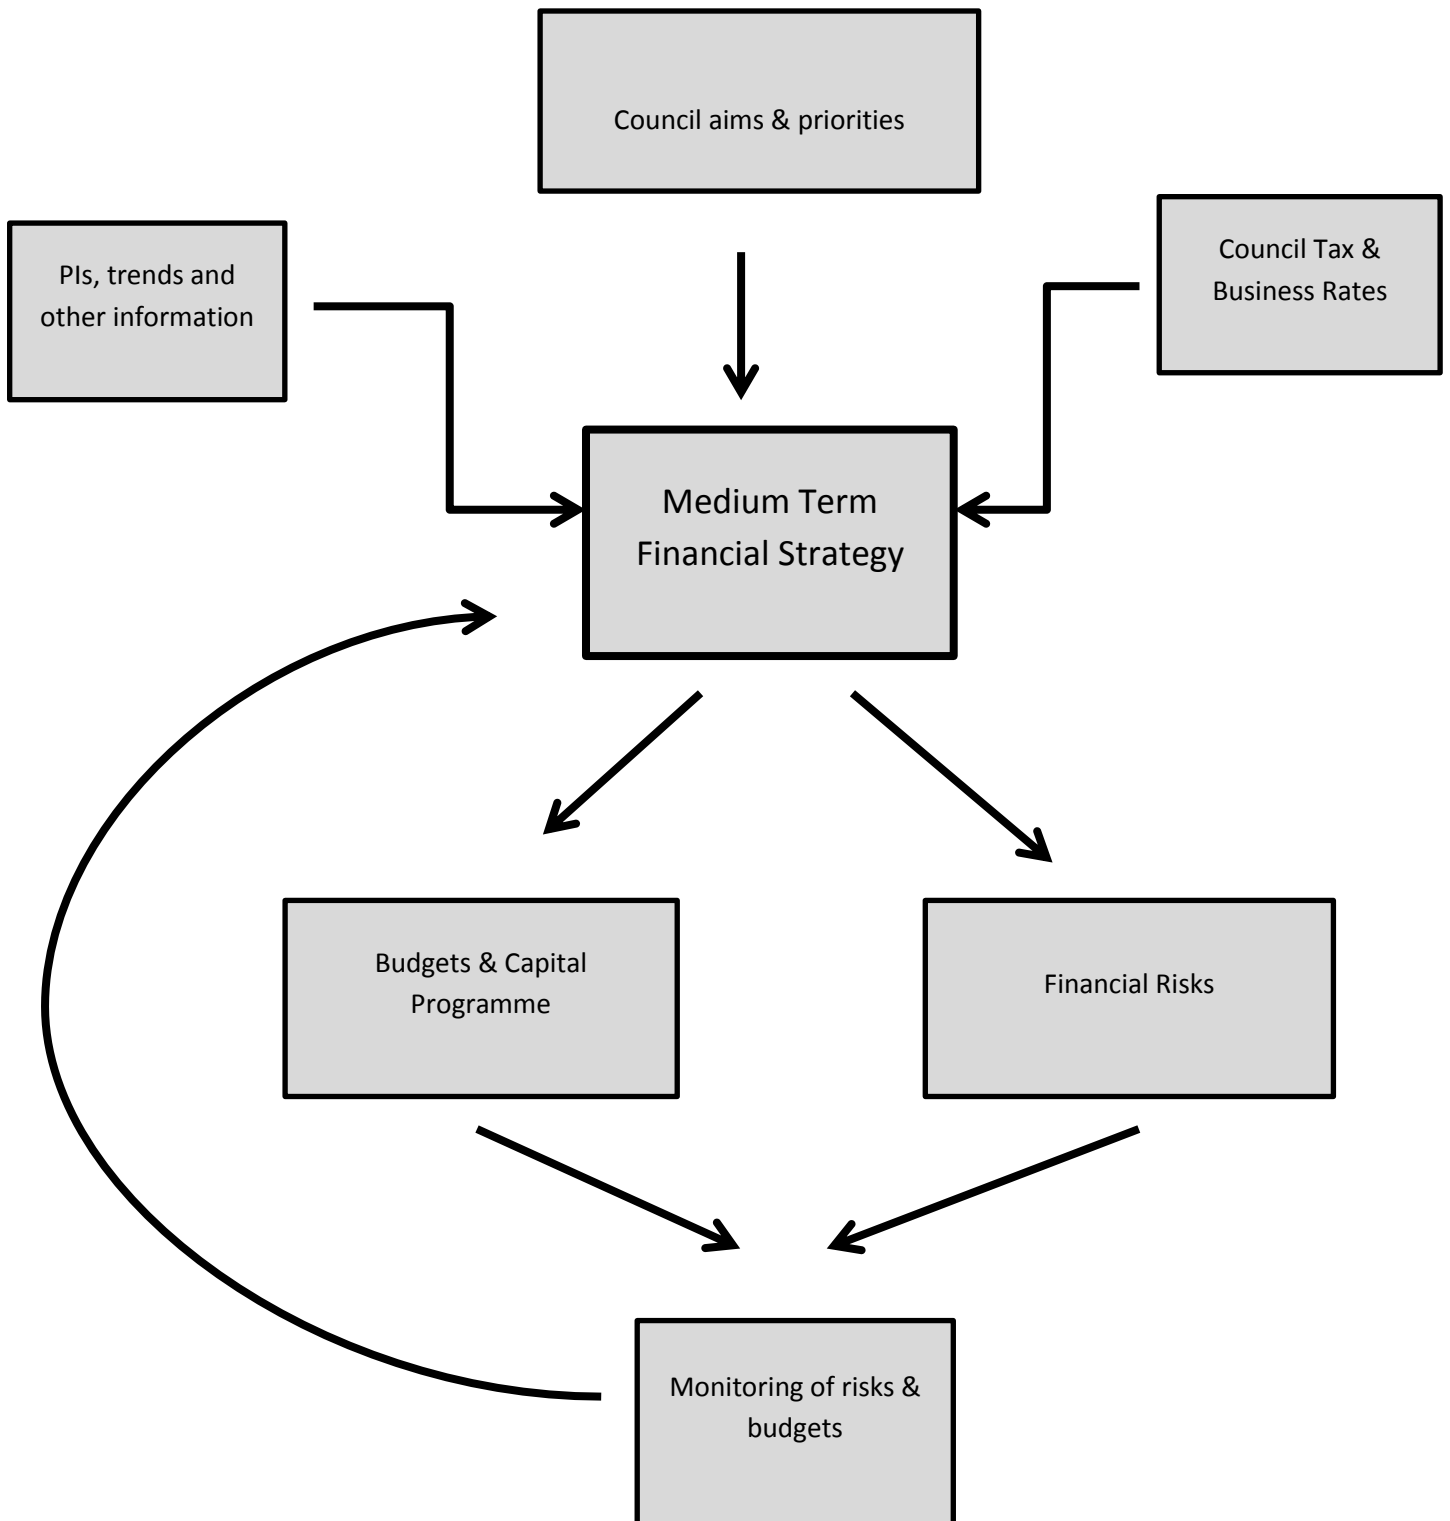 Council aims & priorities
PIs, trends and
other information
Council Tax &
Business Rates
Medium Term
Financial Strategy
Budgets & Capital
Programme
Financial Risks
Monitoring of risks &
budgets